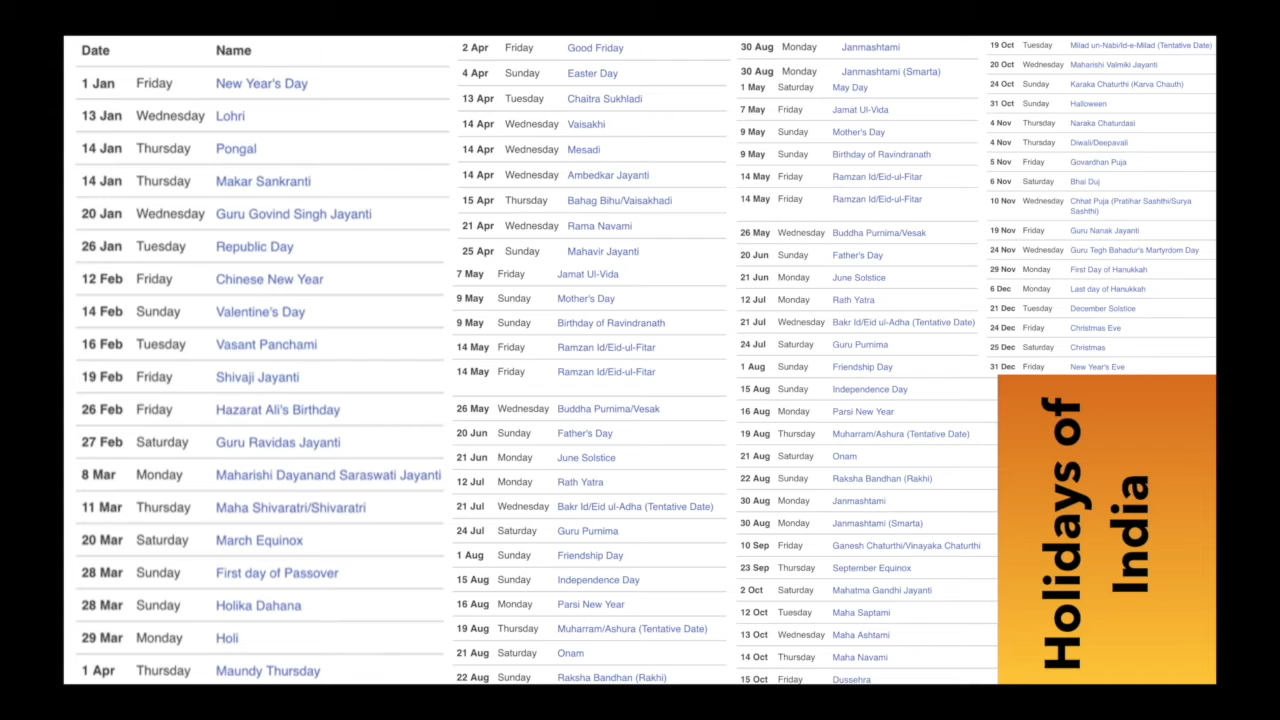 Date Name
1 Jan Friday New Year's Day
13 Jan Wednesday Lohri
14 Jan Thursday Pongal
14 Jan Thursday Makar Sankranti
20 Jan Wednesday Guru Govind Singh Jayanti
26 Jan Tuesday Republic Day
12 Feb Friday Chinese New Year
14 Feb Sunday Valentine's Day
16 Feb Tuesday Vasant Panchami
19 Feb Friday Shivaji Jayanti
26 Feb Friday Hazarat Ali's Birthday
27 Feb Saturday Guru Ravidas Jayanti
8 Mar Monday Maharishi Dayanand Saraswati Jayanti
11 Mar Thursday Maha Shivaratri/Shivaratri
20 Mar Saturday March Equinox
28 Mar Sunday First day of Passover
28 Mar Sunday Holika Dahana
29 Mar Monday Holi
1 Apr Thursday Maundy Thursday
2 Apr Friday Good Friday
4 Apr Sunday Easter Day
13 Apr Tuesday Chaitra Sukhladi
14 Apr Wednesday Vaisakhi
14 Apr Wednesday Mesadi
14 Apr Wednesday Ambedkar Jayanti
15 Apr Thursday Bahag Bihu/Vaisakhadi
21 Apr Wednesday Rama Navami
25 Apr Sunday Mahavir Jayanti
7 May Friday Jamat Ul-Vida
9 May Sunday Mother's Day
9 May Sunday Birthday of Ravindranath
14 May Friday Ramzan Id/Eid-ul-Fitar
14 May Friday Ramzan Id/Eid-ul-Fitar
26 May Wednesday Buddha Purnima/Vesak
20 Jun Sunday Father's Day
21 Jun Monday June Solstice
12 Jul Monday Rath Yatra
21 Jul Wednesday Bakr Id/Eid ul-Adha (Tentative Date)
24 Jul Saturday Guru Purnima
1 Aug Sunday Friendship Day
15 Aug Sunday Independence Day
16 Aug Monday Parsi New Year
19 Aug Thursday Muharram/Ashura (Tentative Date)
21 Aug Saturday Onam
22 Aug Sunday Raksha Bandhan (Rakhi)
30 Aug Monday Janmashtami
30 Aug Monday Janmashtami (Smarta)
1 May Saturday May Day
7 May Friday Jamat Ul-Vida
9 May Sunday Mother's Day
9 May Sunday Birthday of Ravindranath
14 May Friday Ramzan Id/Eid-ul-Fitar
14 May Friday Ramzan Id/Eid-ul-Fitar
26 May Wednesday Buddha Purnima/Vesak
20 Jun Sunday Father's Day
21 Jun Monday June Solstice
12 Jul Monday Rath Yatra
21 Jul Wednesday Bakr Id/Eid ul-Adha (Tentative Date)
24 Jul Saturday Guru Purnima
1 Aug Sunday Friendship Day
15 Aug Sunday Independence Day
16 Aug Monday Parsi New Year
19 Aug Thursday Muharram/Ashura (Tentative Date)
21 Aug Saturday Onam
22 Aug Sunday Raksha Bandhan (Rakhi)
30 Aug Monday Janmashtami
30 Aug Monday Janmashtami (Smarta)
10 Sep Friday Ganesh Chaturthi/Vinayaka Chaturthi
23 Sep Thursday September Equinox
2 Oct Saturday Mahatma Gandhi Jayanti
12 Oct Tuesday Maha Saptami
13 Oct Wednesday Maha Ashtami
14 Oct Thursday Maha Navami
15 Oct Friday Dussehra
19 Oct Tuesday Milad un-Nabi/Id-e-Milad (Tentative Date)
20 Oct Wednesday Maharishi Valmiki Jayanti
24 Oct Sunday Karaka Chaturthi (Karva Chauth)
31 Oct Sunday Halloween
4 Nov Thursday Naraka Chaturdasi
4 Nov Thursday Diwali/Deepavali
5 Nov Friday Govardhan Puja
6 Nov Saturday Bhai Duj
10 Nov Wednesday Chhat Puja (Pratihar Sashthi/Surya
Sashthi)
19 Nov Friday Guru Nanak Jayanti
24 Nov Wednesday Guru Tegh Bahadur's Martyrdom Day
29 Nov Monday First Day of Hanukkah
6 Dec Monday Last day of Hanukkah
21 Dec Tuesday December Solstice
24 Dec Friday Christmas Eve
25 Dec Saturday Christmas
31 Dec Friday New Year's Eve
Holidays of
India